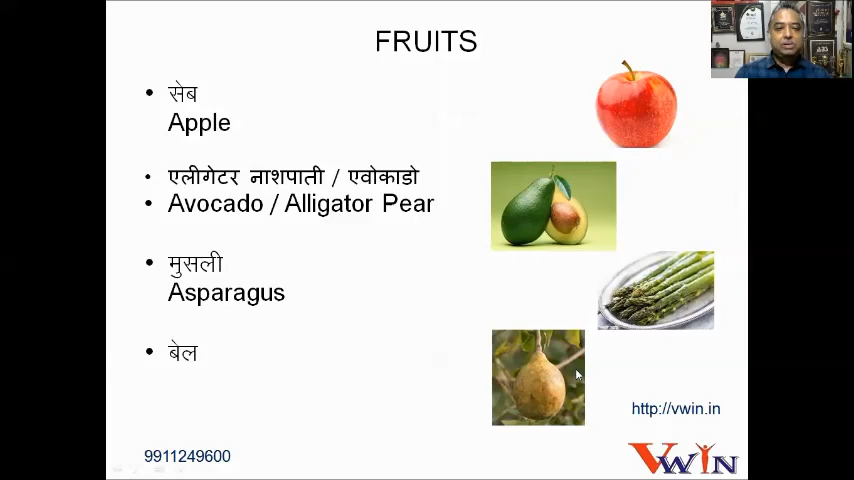 FRUITS
सेब
Apple
एलीगेटर नाशपाती / एवोकाडो
Avocado / Alligator Pear
मुसली
Asparagus
बेल
http://vwin.in
9911249600
VWIN